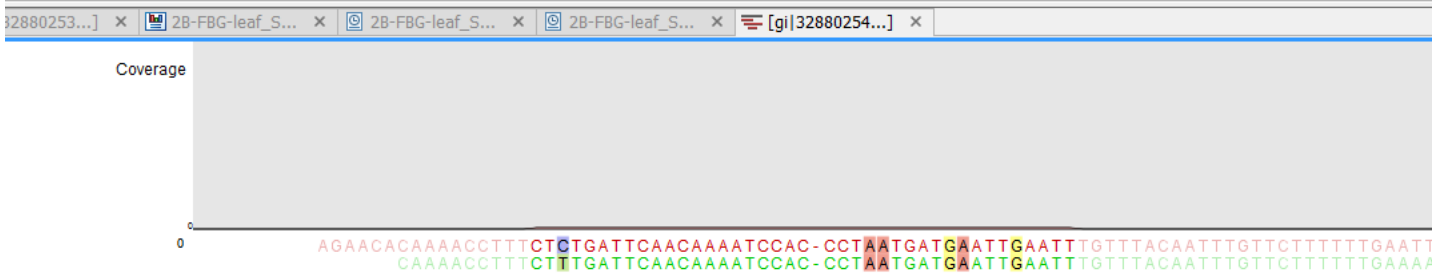 32880253...] × 2B-FBG-leaf_S... × 2B-FBG-leaf_S... × 2B-FBG-leaf_S... × [gi|32880254...] ×
Coverage
0
0
AGAACACAAAACCTTTCTCTGATTCAACAAAATCCAC-CCTAATGATGAATTGAATTTGTTTACAATTTGTTCTTTTTTGAATT
CAAAACCTTTCTTTGATTCAACAAAATCCAC-CCTAATGATGAATTGAATTTGTTTACAATTTGTTCTTTTTTGAAAA